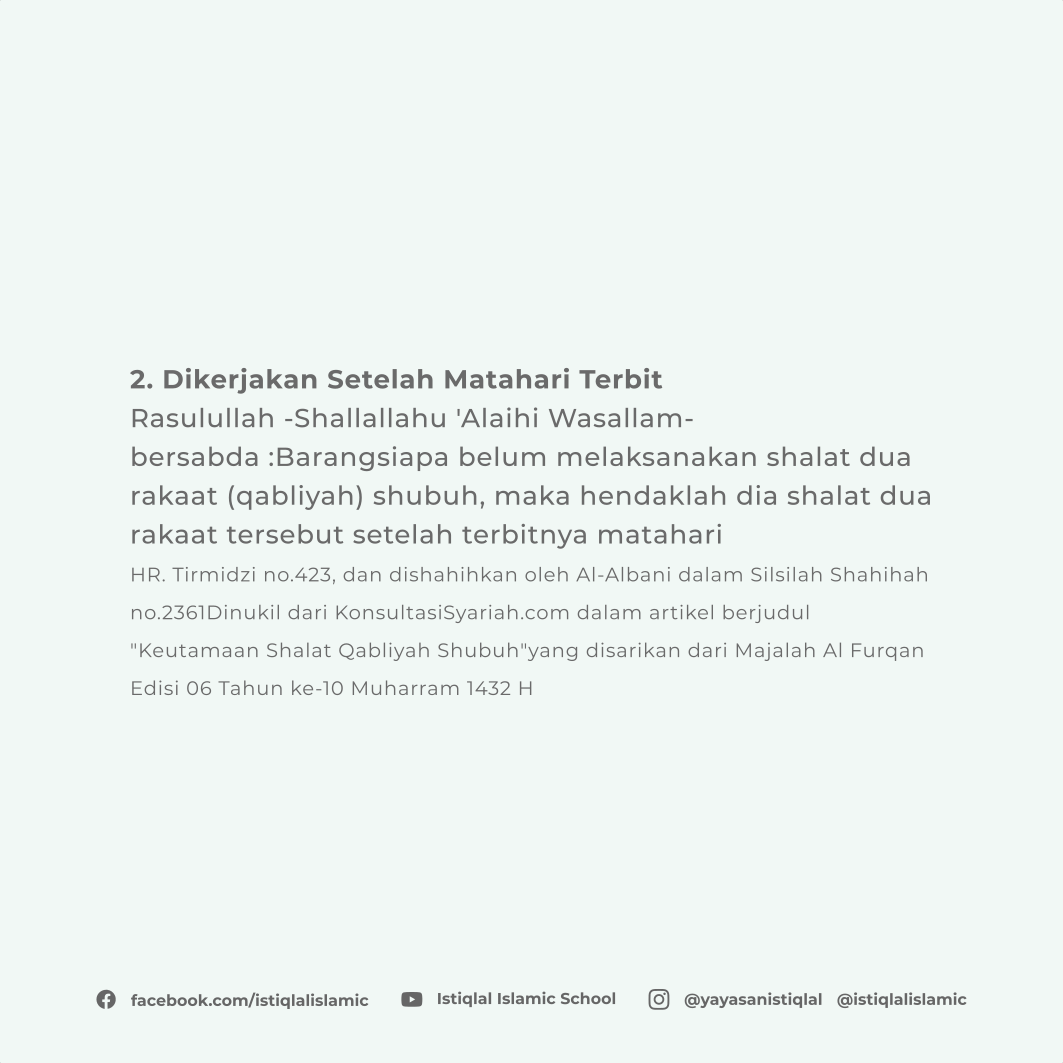 2. Dikerjakan Setelah Matahari Terbit
Rasulullah -Shallallahu 'Alaihi Wasallam-
bersabda :Barangsiapa belum melaksanakan shalat dua
rakaat (qabliyah) shubuh, maka hendaklah dia shalat dua
rakaat tersebut setelah terbitnya matahari
HR. Tirmidzi no.423, dan dishahihkan oleh Al-Albani dalam Silsilah Shahihah
no.2361Dinukil dari KonsultasiSyariah.com dalam artikel berjudul
"Keutamaan Shalat Qabliyah Shubuh"yang disarikan dari Majalah Al Furqan
Edisi 06 Tahun ke-10 Muharram 1432 H
facebook.com/istiqlalislamic Istiqlal Islamic School @yayasanistiqlal @istiqlalislamic